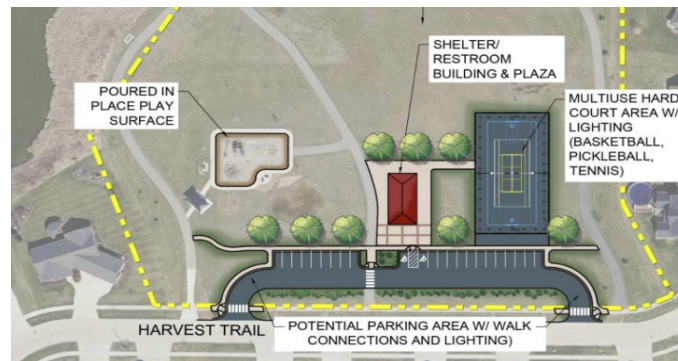 SHELTER/
RESTROOM
BUILDING & PLAZA
POURED IN
PLACE PLAY
SURFACE
MULTIUSE HARD
COURT AREA W/
LIGHTING
(BASKETBALL,
PICKLEBALL,
TENNIS)
HARVEST TRAIL
POTENTIAL PARKING AREA W/ WALK
CONNECTIONS AND LIGHTING)